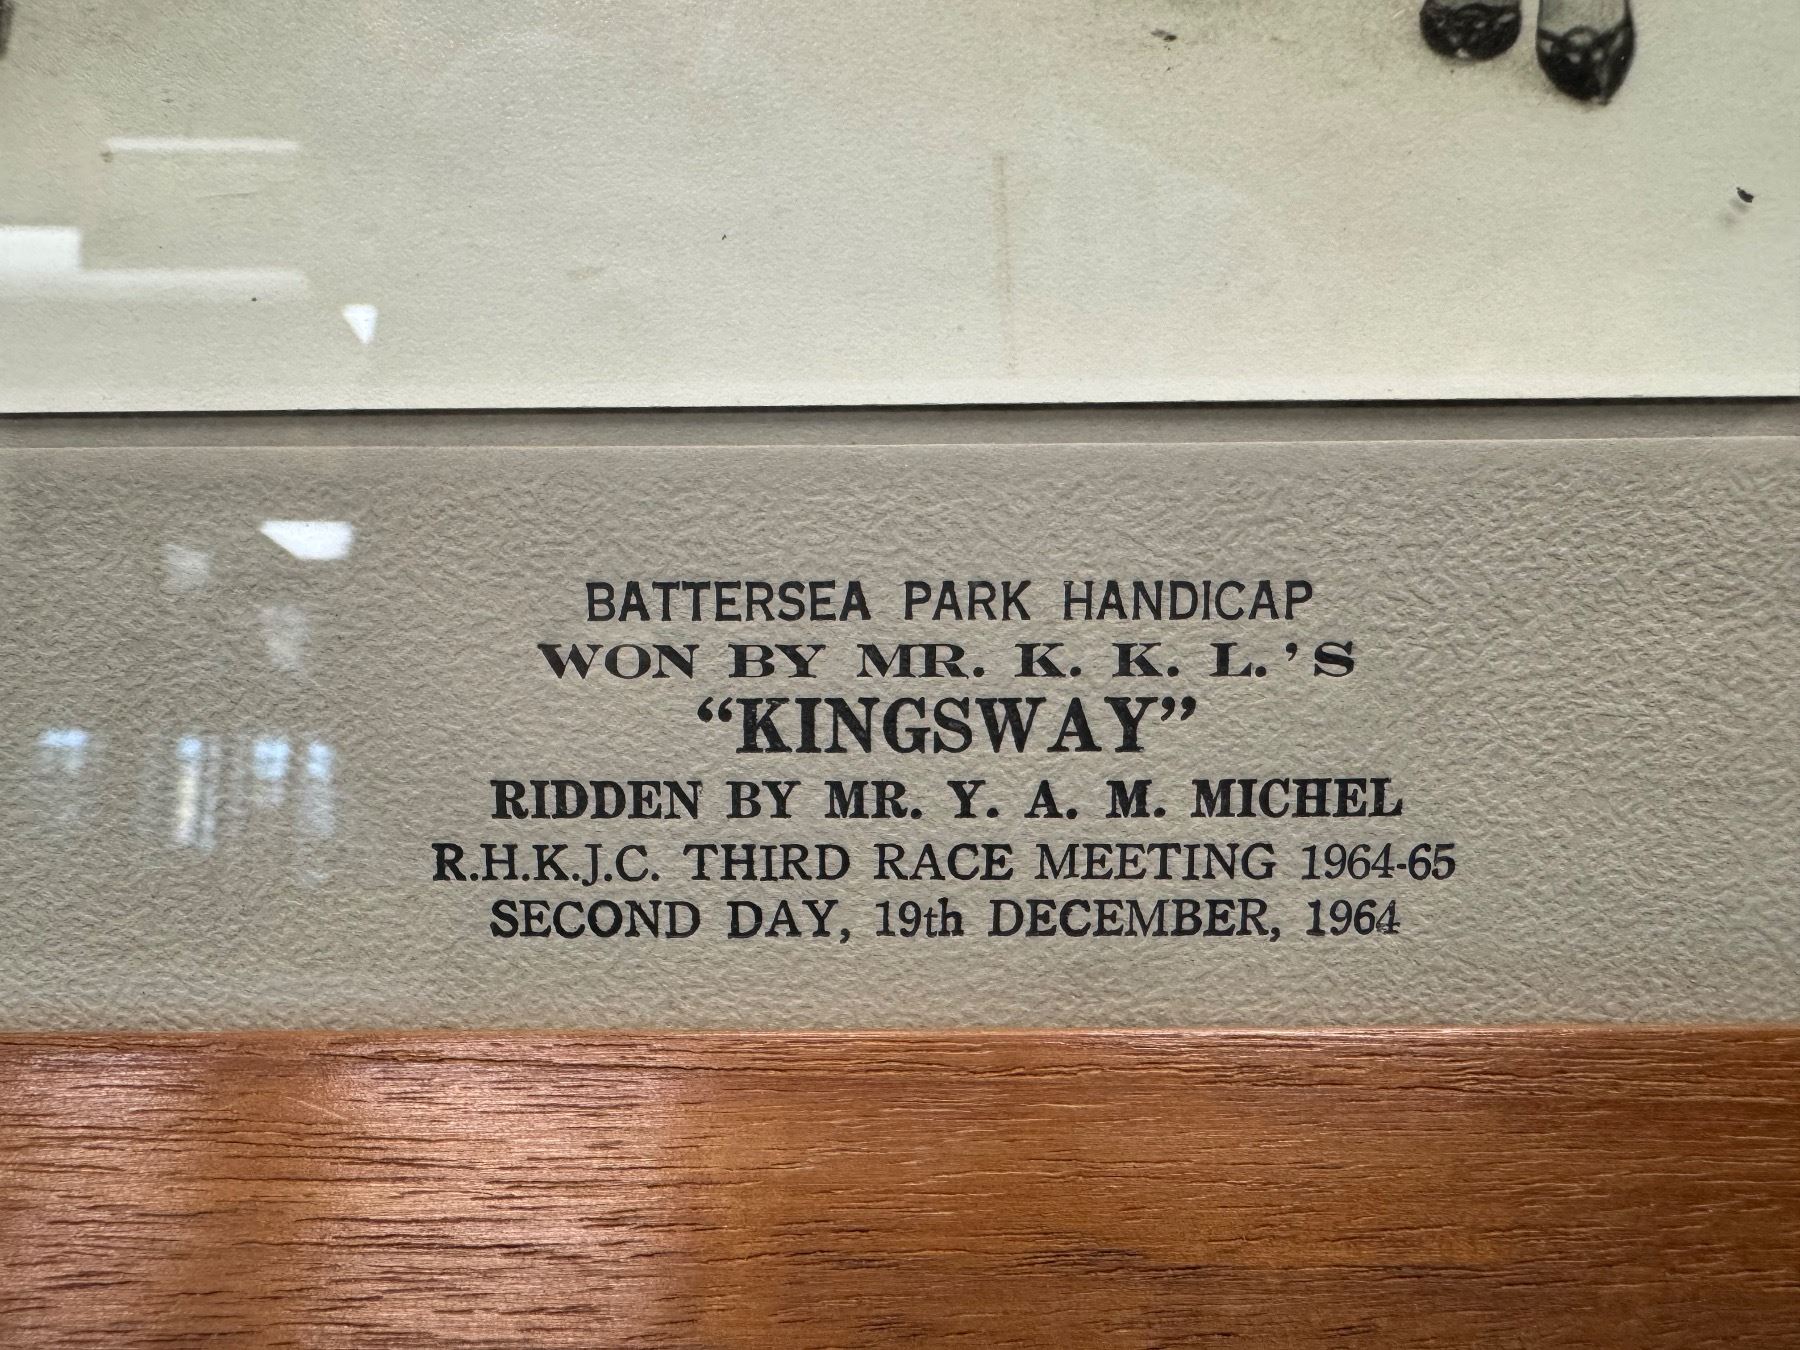 BATTERSEA PARK HANDICAP
WON BY MR. K. K. L.'S
“KINGSWAY”
RIDDEN BY MR. Y. A. M. MICHEL
R.H.K.J.C. THIRD RACE MEETING 1964-65
SECOND DAY, 19th DECEMBER, 1964